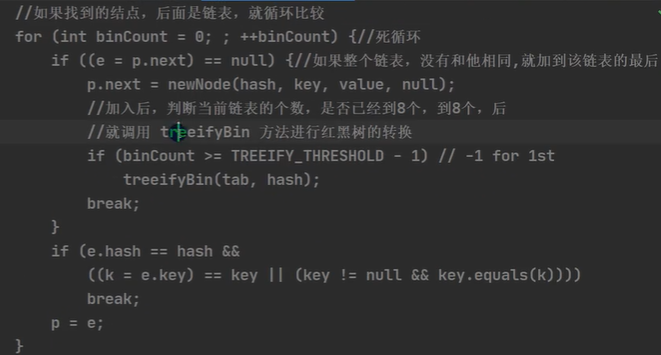 //如果找到的结点，后面是链表，就循环比较
for (int binCount = 0; ; ++binCount) {//死循环
if ((e = p.next) == null) {//如果整个链表，没有和他相同,就加到该链表的最后
p.next = newNode(hash, key, value, null);
//加入后，判断当前链表的个数，是否已经到8个，到8个，后
//就调用 treeifyBin 方法进行红黑树的转换
if (binCount >= TREEIFY_THRESHOLD - 1) // -1 for 1st
treeifyBin(tab, hash);
break;
}
if (e.hash == hash &&
((k = e.key) == key || (key != null && key.equals(k))))
break;
p = e;
}